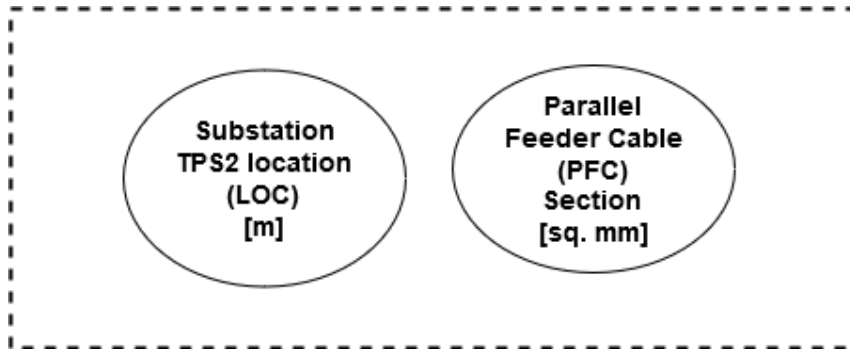 Substation
TPS2 location
(LOC)
[m]
Parallel
Feeder Cable
(PFC)
Section
[sq. mm]